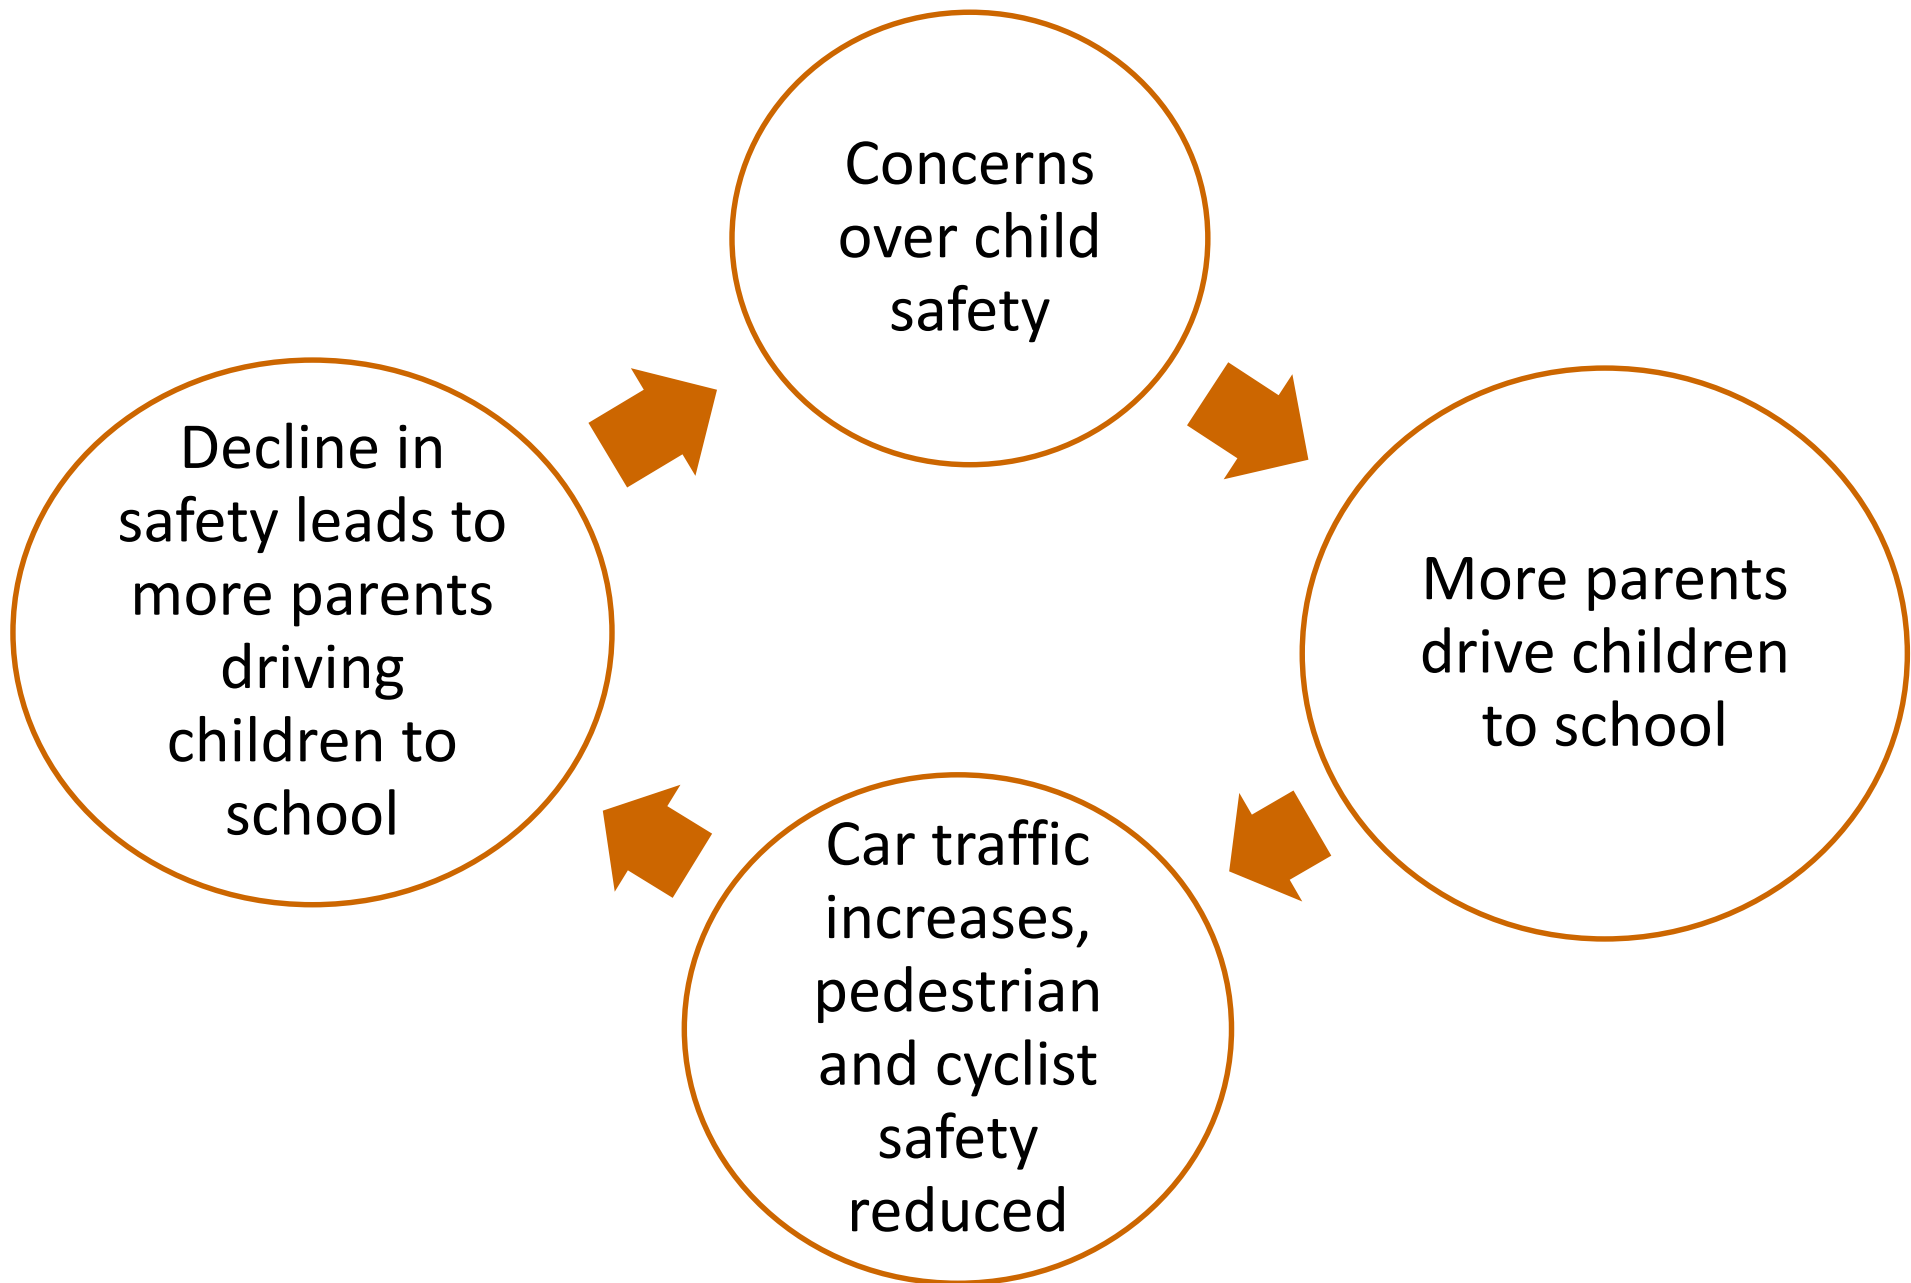 Concerns
over child
safety
More parents
drive children
to school
Car traffic
increases,
pedestrian
and cyclist
safety
reduced
Decline in
safety leads to
more parents
driving
children to
school